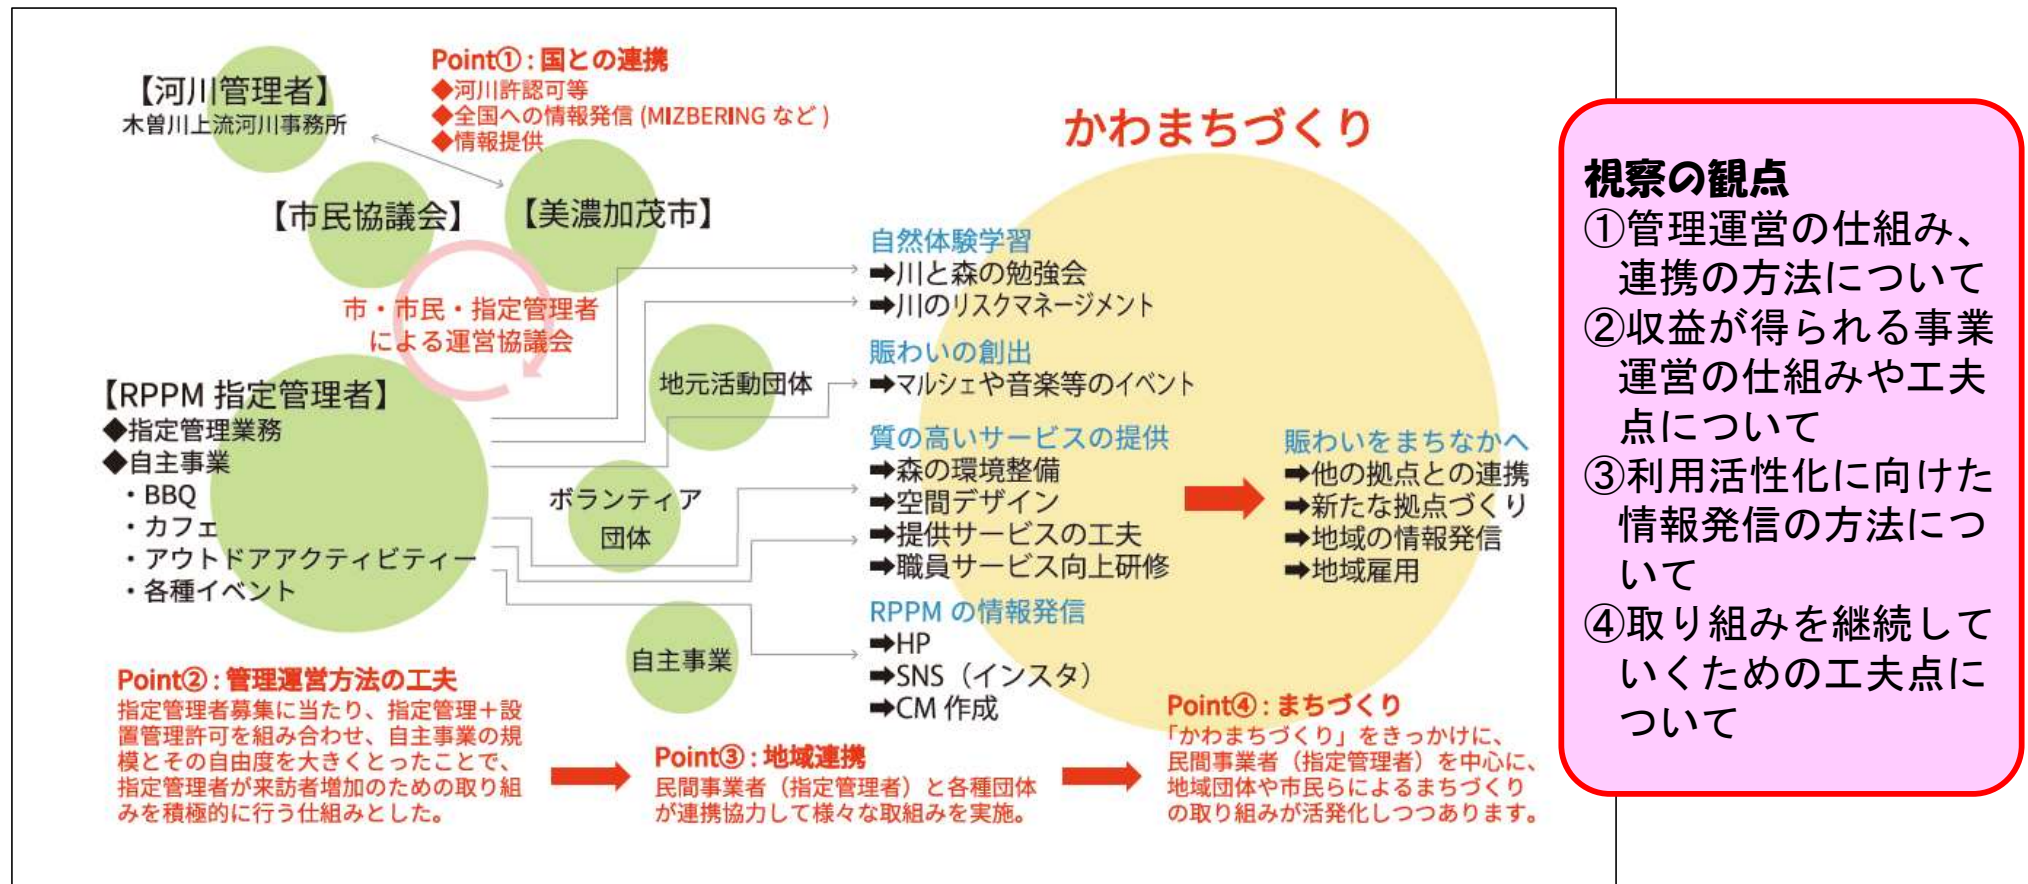 【河川管理者】
木曽川上流河川事務所
Point①:国との連携
◆河川許認可等
◆全国への情報発信(MIZBERING など)
◆情報提供
【市民協議会】
【美濃加茂市】
市・市民・指定管理者
による運営協議会
【RPPM 指定管理者】
◆指定管理業務
◆自主事業
・BBQ
・カフェ
・アウトドアアクティビティー
・各種イベント
地元活動団体
ボランティア
団体
自主事業
かわまちづくり
自然体験学習
➡川と森の勉強会
➡川のリスクマネージメント
賑わいの創出
➡マルシェや音楽等のイベント
質の高いサービスの提供
➡森の環境整備
➡空間デザイン
➡提供サービスの工夫
➡職員サービス向上研修
RPPM の情報発信
➡HP
➡SNS（インスタ）
➡CM 作成
賑わいをまちなかへ
➡他の拠点との連携
➡新たな拠点づくり
➡地域の情報発信
➡地域雇用
Point②:管理運営方法の工夫
指定管理者募集に当たり、指定管理＋設
置管理許可を組み合わせ、自主事業の規
模とその自由度を大きくとったことで、
指定管理者が来訪者増加のための取り組
みを積極的に行う仕組みとした。
Point③:地域連携
民間事業者（指定管理者）と各種団体
が連携協力して様々な取組みを実施。
Point④:まちづくり
「かわまちづくり」をきっかけに、
民間事業者（指定管理者）を中心に、
地域団体や市民らによるまちづくり
の取り組みが活発化しつつあります。
視察の観点
①管理運営の仕組み、
連携の方法について
②収益が得られる事業
運営の仕組みや工夫
点について
③利用活性化に向けた
情報発信の方法につ
いて
④取り組みを継続して
いくための工夫点に
ついて